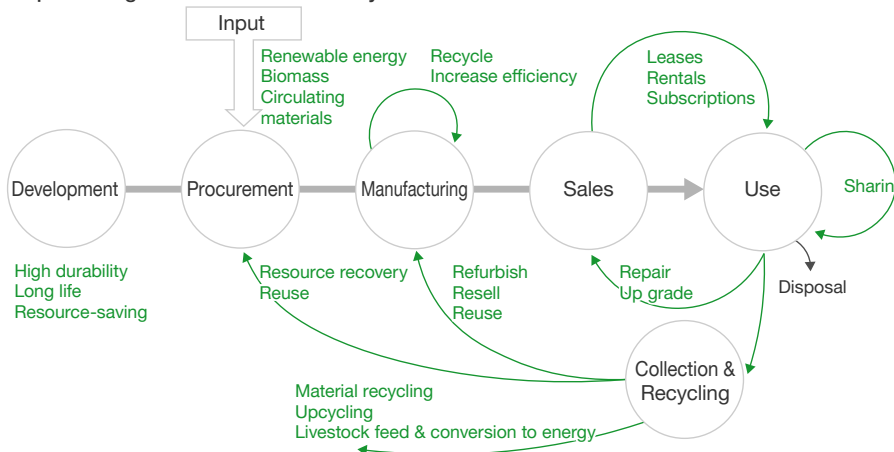 Input
Renewable energy
Biomass
Circulating
materials
Recycle
Increase efficiency
Leases
Rentals
Subscriptions
Development
Procurement
Manufacturing
Sales
Use
Sharin
High durability
Long life
Resource-saving
Resource recovery
Reuse
Refurbish
Resell
Reuse
Repair
Up grade
Disposal
Collection &
Recycling
Material recycling
Upcycling
Livestock feed & conversion to energy